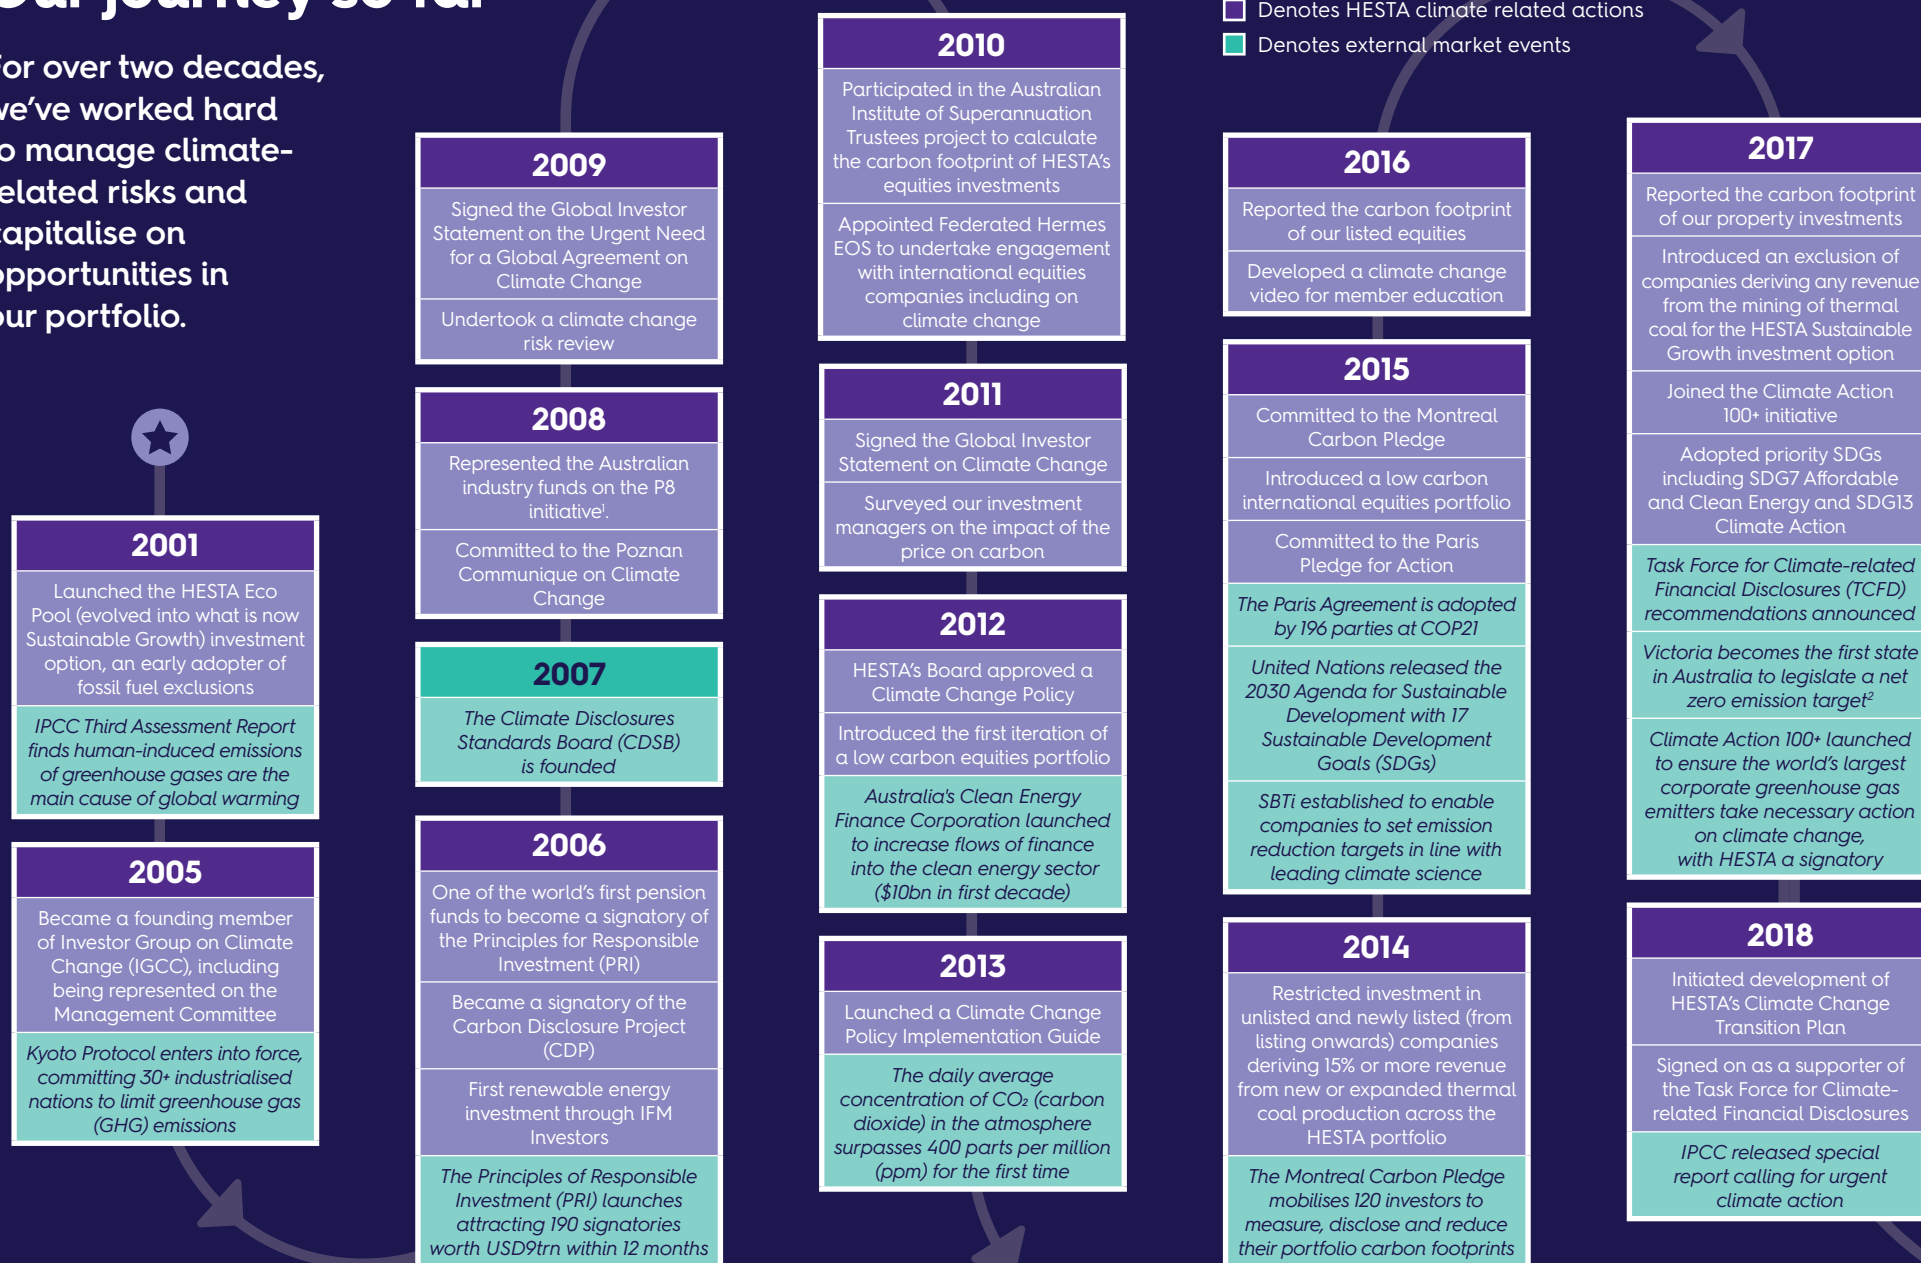 Our journey so far
For over two decades,
we've worked hard
to manage climate-
related risks and
capitalise on
opportunities in
our portfolio.
Denotes HESTA climate related actions
Denotes external market events
2001
Launched the HESTA Eco
Pool (evolved into what is now
Sustainable Growth) investment
option, an early adopter of
fossil fuel exclusions
IPCC Third Assessment Report
finds human-induced emissions
of greenhouse gases are the
main cause of global warming
2005
Became a founding member
of Investor Group on Climate
Change (IGCC), including
being represented on the
Management Committee
Kyoto Protocol enters into force,
committing 30+ industrialised
nations to limit greenhouse gas
(GHG) emissions
2009
Signed the Global Investor
Statement on the Urgent Need
for a Global Agreement on
Climate Change
Undertook a climate change
risk review
2008
Represented the Australian
industry funds on the P8
initiative¹.
Committed to the Poznan
Communique on Climate
Change
2007
The Climate Disclosures
Standards Board (CDSB)
is founded
2006
One of the world's first pension
funds to become a signatory of
the Principles for Responsible
Investment (PRI)
Became a signatory of the
Carbon Disclosure Project
(CDP)
First renewable energy
investment through IFM
Investors
The Principles of Responsible
Investment (PRI) launches
attracting 190 signatories
worth USD9trn within 12 months
2010
Participated in the Australian
Institute of Superannuation
Trustees project to calculate
the carbon footprint of HESTA's
equities investments
Appointed Federated Hermes
EOS to undertake engagement
with international equities
companies including on
climate change
2011
Signed the Global Investor
Statement on Climate Change
Surveyed our investment
managers on the impact of the
price on carbon
2012
HESTA's Board approved a
Climate Change Policy
Introduced the first iteration of
a low carbon equities portfolio
Australia's Clean Energy
Finance Corporation launched
to increase flows of finance
into the clean energy sector
($10bn in first decade)
2013
Launched a Climate Change
Policy Implementation Guide
The daily average
concentration of CO₂ (carbon
dioxide) in the atmosphere
surpasses 400 parts per million
(ppm) for the first time
2016
Reported the carbon footprint
of our listed equities
Developed a climate change
video for member education
2015
Committed to the Montreal
Carbon Pledge
Introduced a low carbon
international equities portfolio
Committed to the Paris
Pledge for Action
The Paris Agreement is adopted
by 196 parties at COP21
United Nations released the
2030 Agenda for Sustainable
Development with 17
Sustainable Development
Goals (SDGs)
SBTi established to enable
companies to set emission
reduction targets in line with
leading climate science
2014
Restricted investment in
unlisted and newly listed (from
listing onwards) companies
deriving 15% or more revenue
from new or expanded thermal
coal production across the
HESTA portfolio
The Montreal Carbon Pledge
mobilises 120 investors to
measure, disclose and reduce
their portfolio carbon footprints
2017
Reported the carbon footprint
of our property investments
Introduced an exclusion of
companies deriving any revenue
from the mining of thermal
coal for the HESTA Sustainable
Growth investment option
Joined the Climate Action
100+ initiative
Adopted priority SDGs
including SDG7 Affordable
and Clean Energy and SDG13
Climate Action
Task Force for Climate-related
Financial Disclosures (TCFD)
recommendations announced
Victoria becomes the first state
in Australia to legislate a net
zero emission target²
Climate Action 100+ launched
to ensure the world's largest
corporate greenhouse gas
emitters take necessary action
on climate change,
with HESTA a signatory
2018
Initiated development of
HESTA's Climate Change
Transition Plan
Signed on as a supporter of
the Task Force for Climate-
related Financial Disclosures
IPCC released special
report calling for urgent
climate action